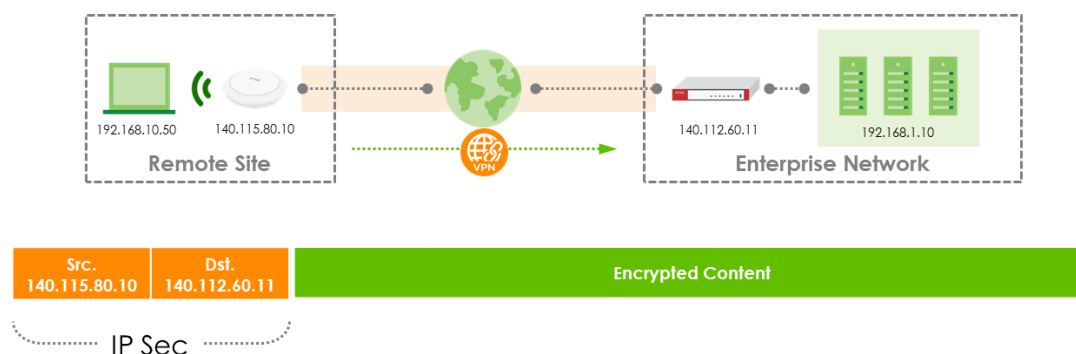 192.168.10.50
140.115.80.10
Remote Site
VPN
140.112.60.11
192.168.1.10
Enterprise Network
Src.
140.115.80.10
Dst.
140.112.60.11
Encrypted Content
IP Sec